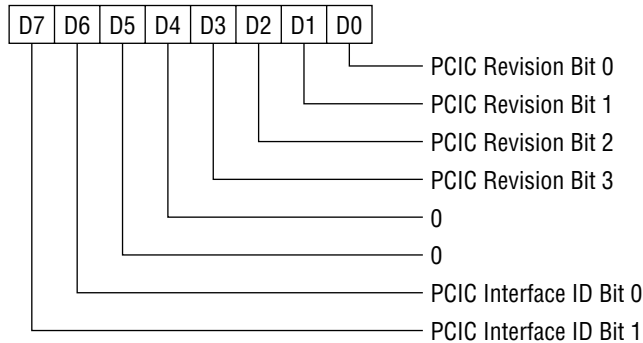 D7 D6 D5 D4 D3 D2 D1 D0
PCIC Revision Bit 0
PCIC Revision Bit 1
PCIC Revision Bit 2
PCIC Revision Bit 3
0
0
PCIC Interface ID Bit 0
PCIC Interface ID Bit 1